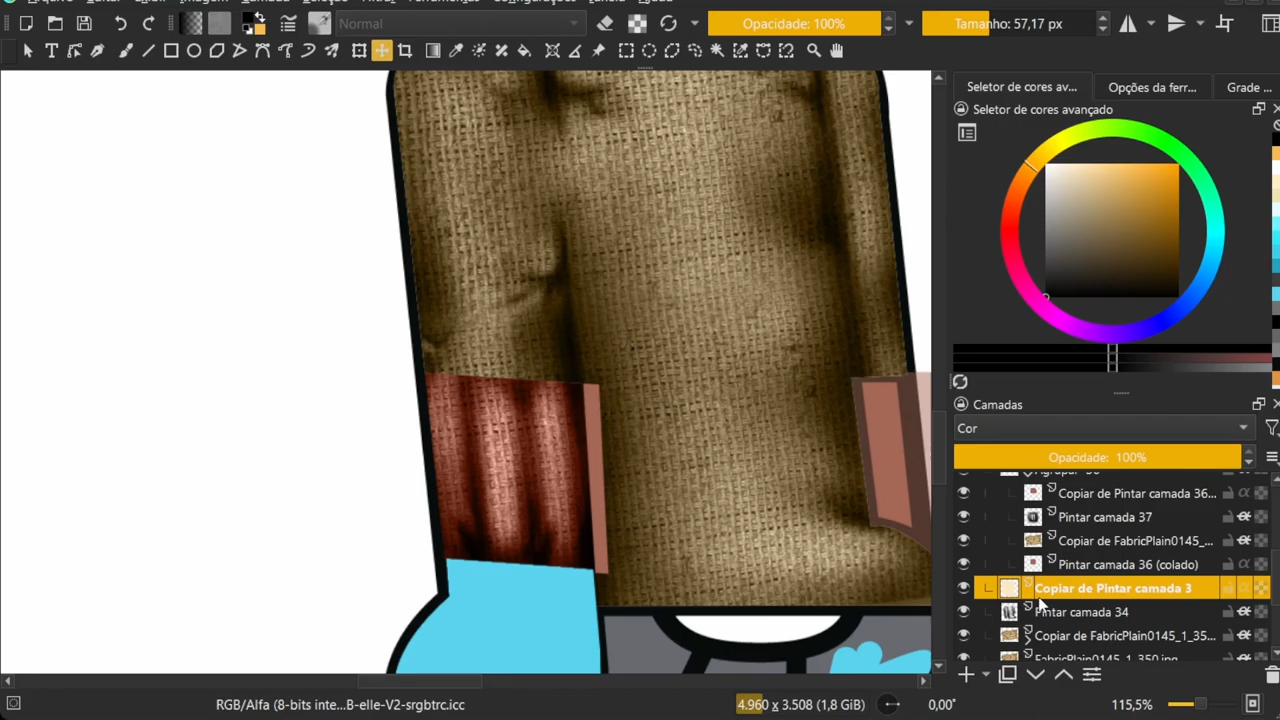 Normal
Opacidade: 100%
Tamanho: 57,17 px
Seletor de cores av...
Opções da ferr...
Grade ...
Seletor de cores avançado
Camadas
Cor
Opacidade: 100%
Copiar de Pintar camada 36...
Pintar camada 37
Copiar de FabricPlain0145_...
Pintar camada 36 (colado)
Copiar de Pintar camada 3
Pintar camada 34
Copiar de FabricPlain0145_1_35...
FabricPlain0145_1_350.jpg
RGB/Alfa (8-bits inte...B-elle-V2-srgbtrc.icc
4.960 x 3.508 (1,8 GiB)
0,00°
115,5%